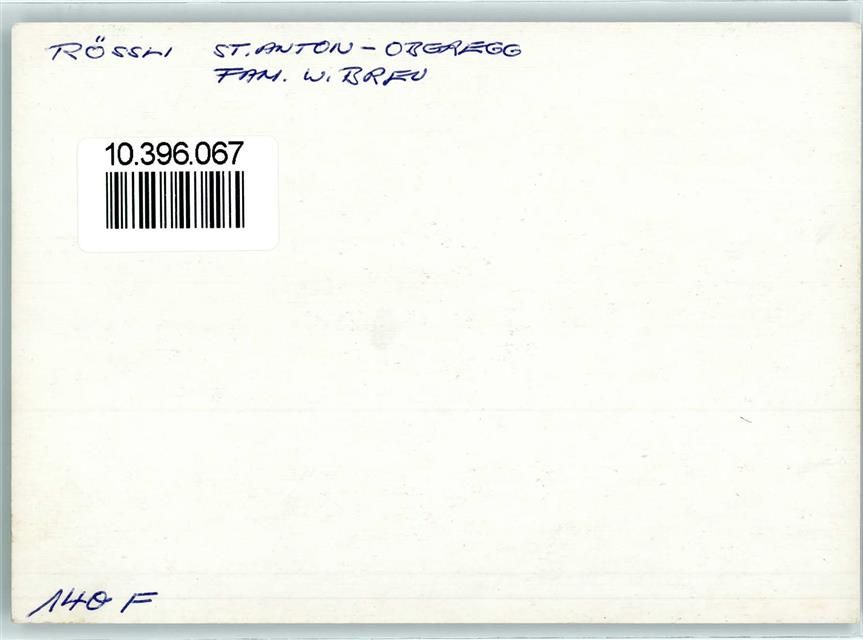 RÖSSLI ST. ANTON - OBEREGG
FAM. W. BREU
10.396.067
140 F